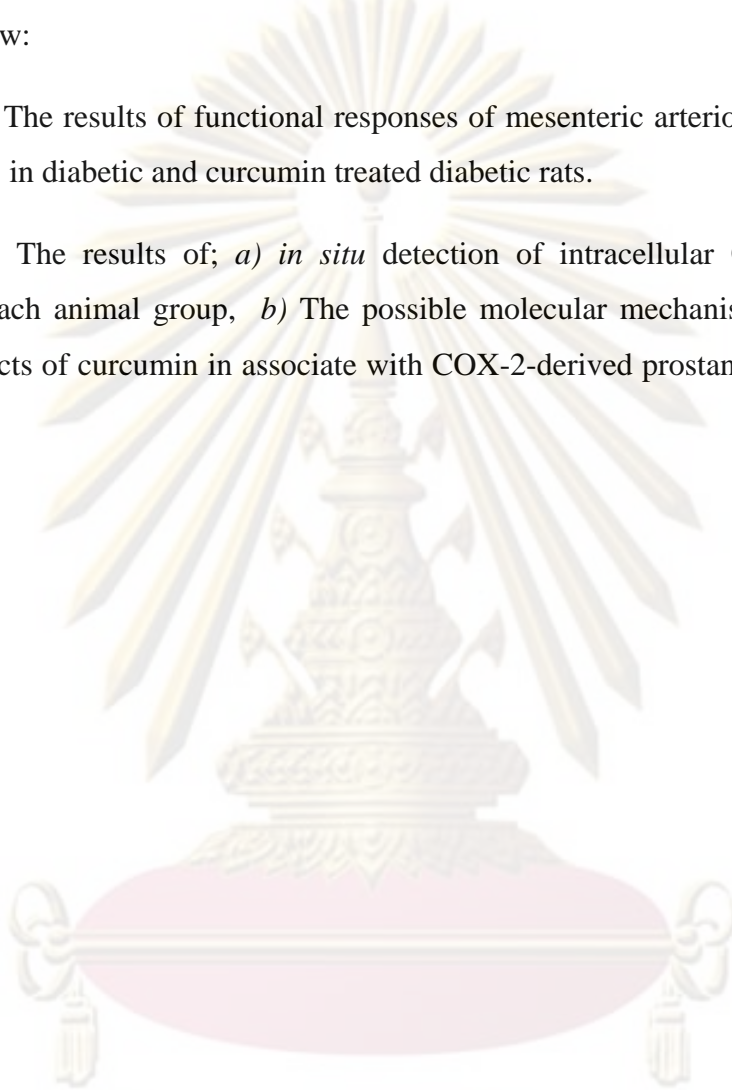 w:
The results of functional responses of mesenteric arterio
in diabetic and curcumin treated diabetic rats.
The results of; a) in situ detection of intracellular
ach animal group, b) The possible molecular mechanis
cts of curcumin in associate with COX-2-derived prostan